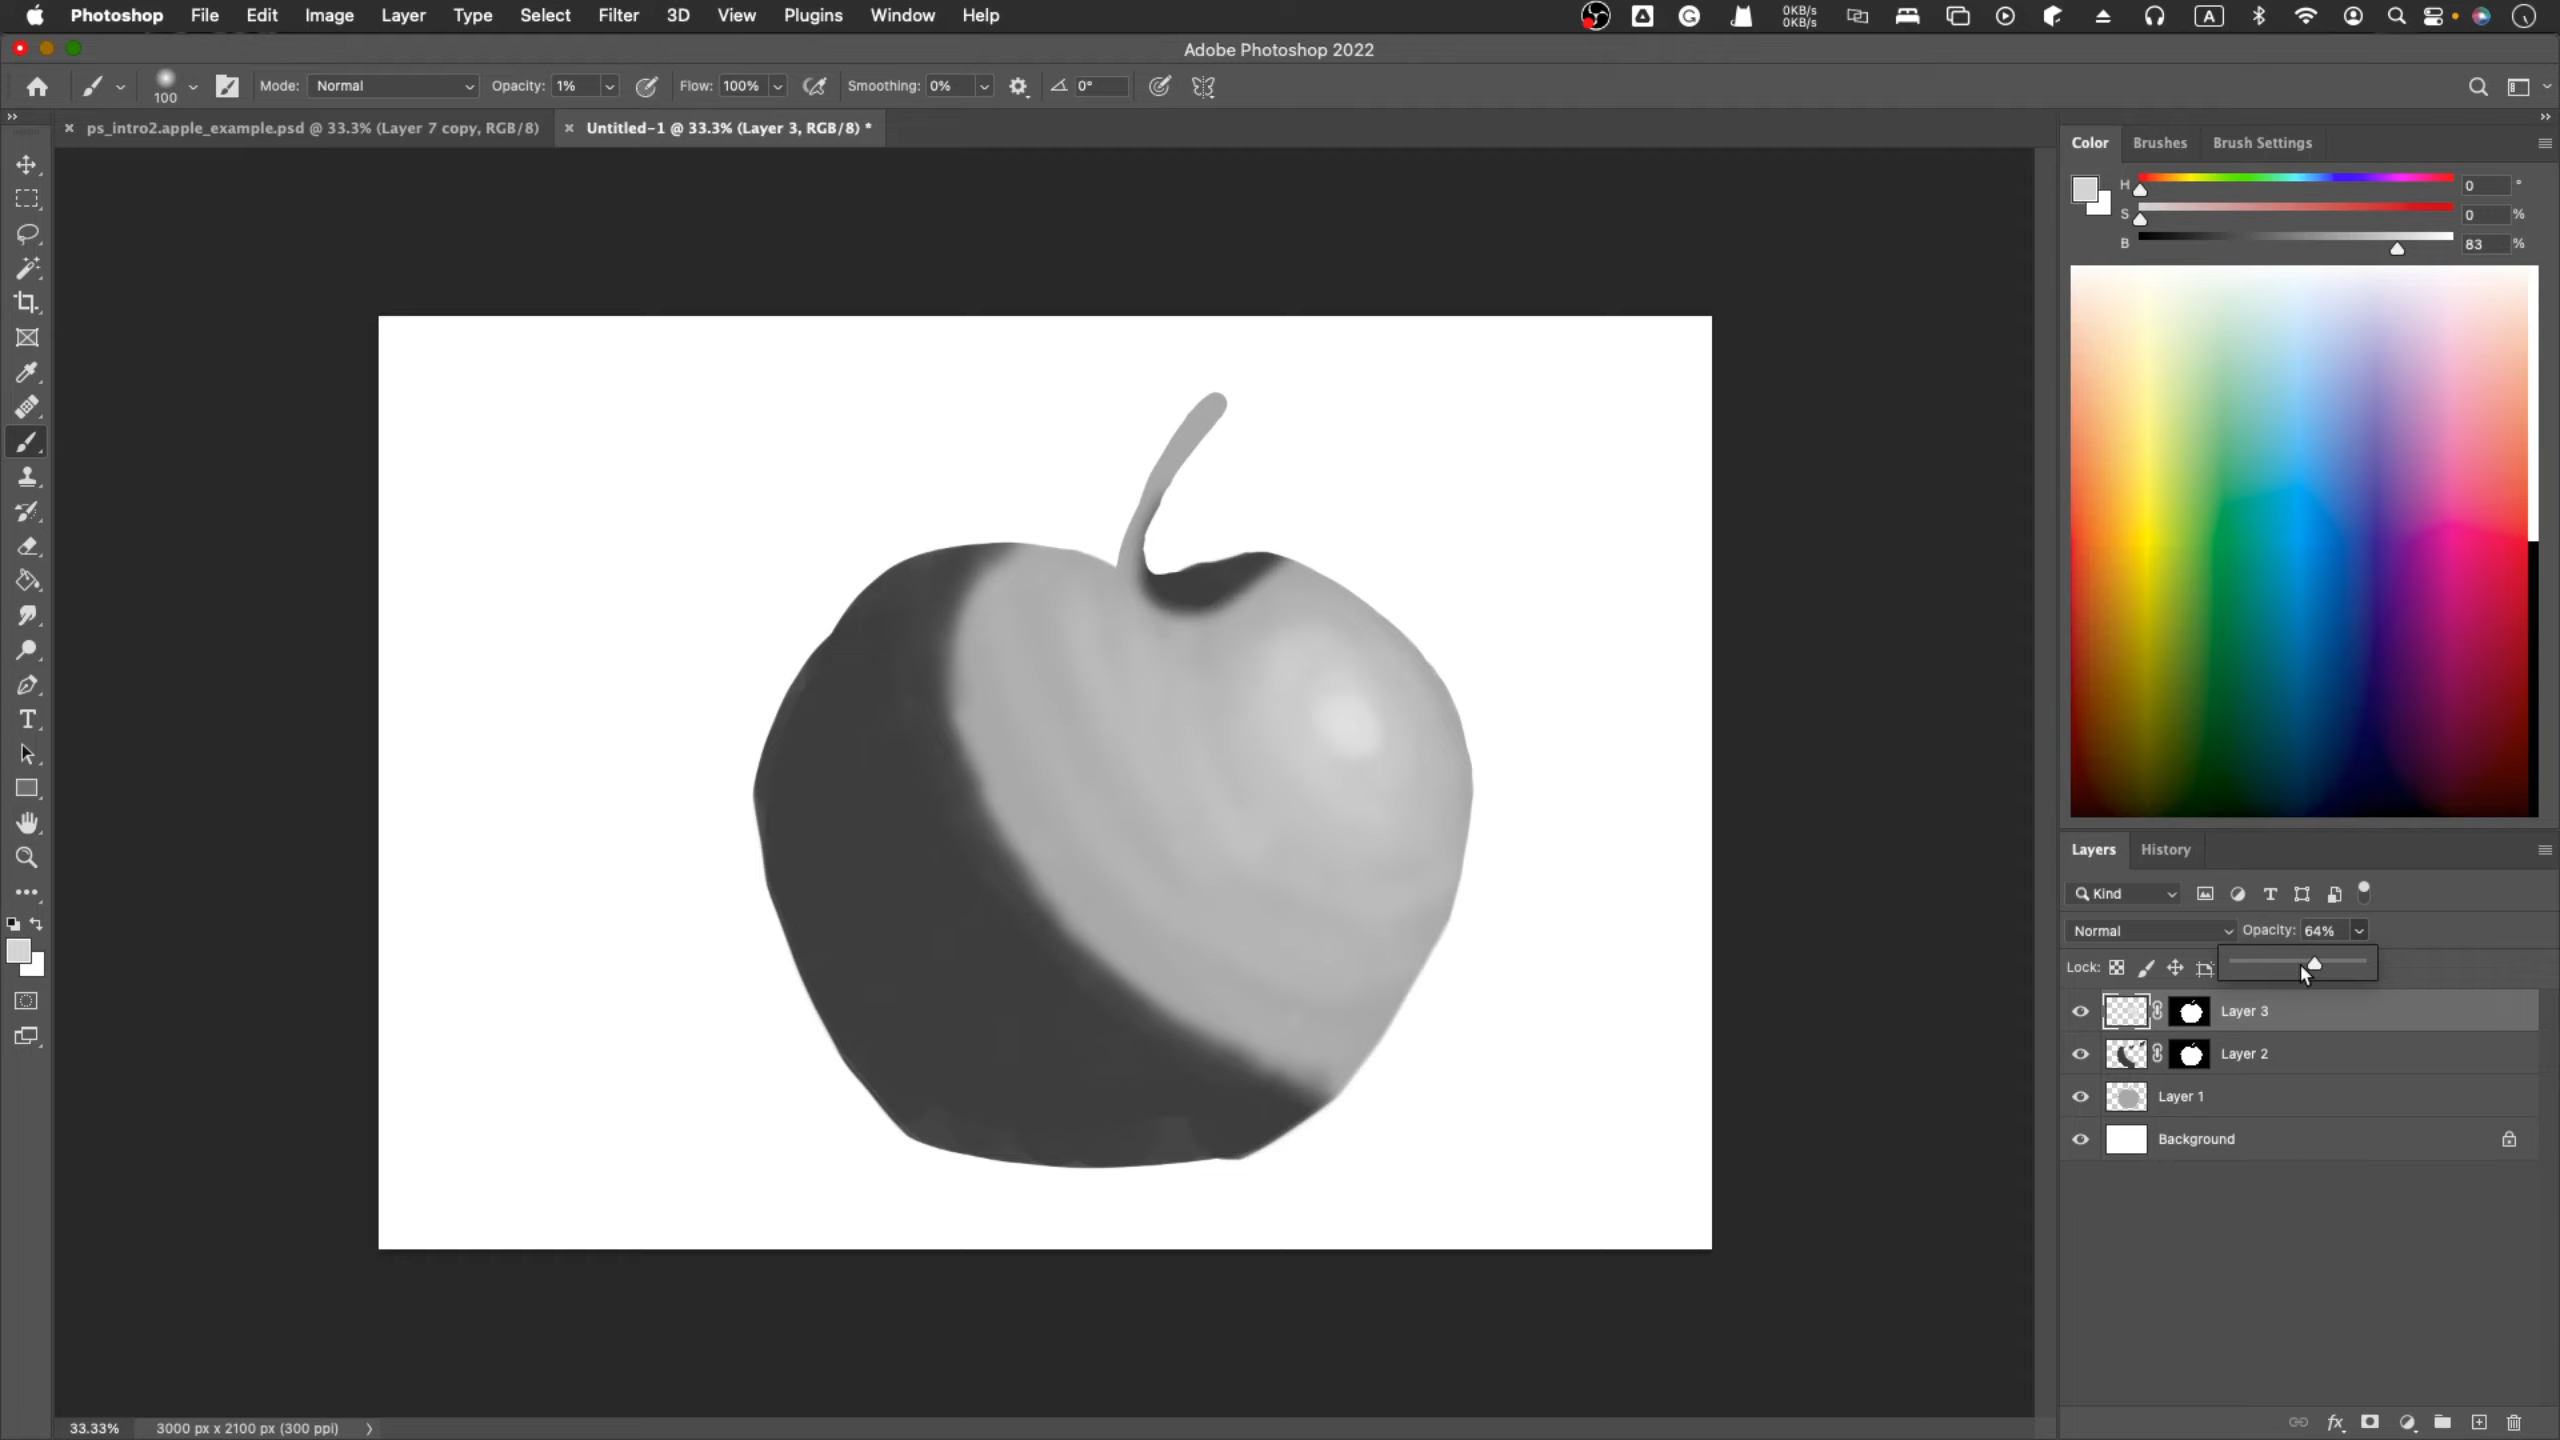 Photoshop File Edit Image Layer Type Select Filter 3D View Plugins Window Help 0KB/s A
0KB/s
Adobe Photoshop 2022
100 Mode: Normal Opacity: 1% Flow: 100% Smoothing: 0% 0°
ps_intro2.apple_example.psd @ 33.3% (Layer 7 copy, RGB/8) Untitled-1 @ 33.3% (Layer 3, RGB/8) *
Color Brushes Brush Settings
H 0 °
S 0 %
B 83 %
Layers History
Kind
Normal Opacity: 64%
Lock:
Layer 3
Layer 2
Layer 1
Background
33.33% 3000 px x 2100 px (300 ppi)